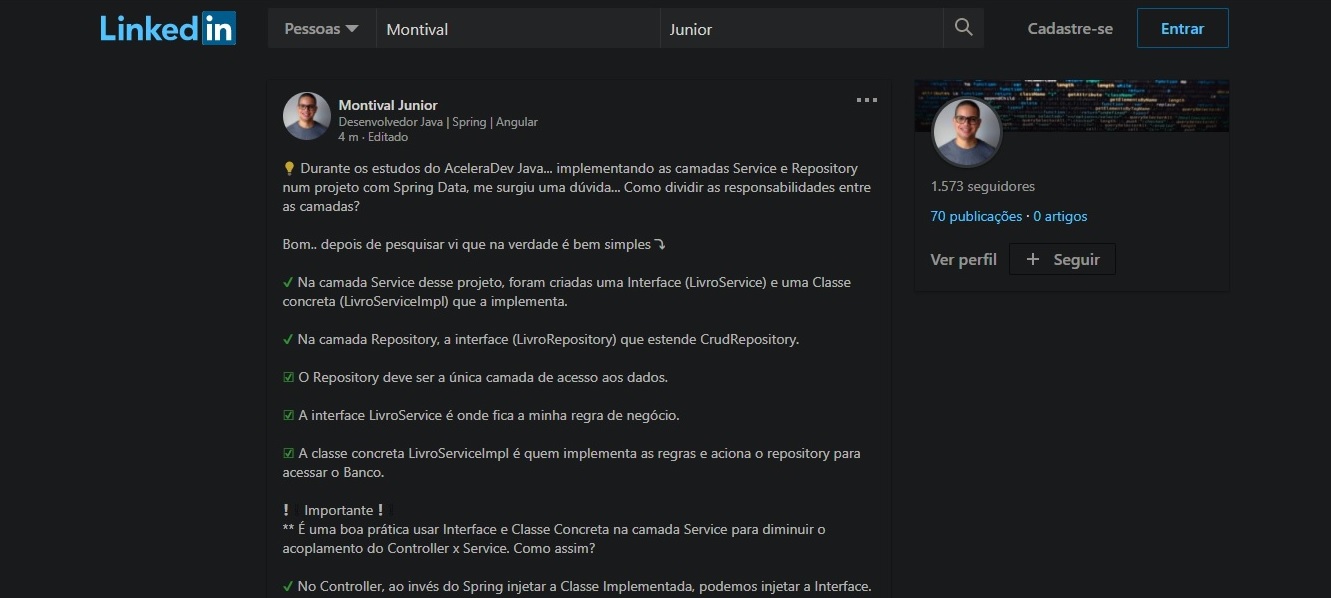 Linked in
Pessoas Montival Junior Cadastre-se Entrar
Montival Junior
Desenvolvedor Java | Spring | Angular
4 m · Editado
Durante os estudos do AceleraDev Java... implementando as camadas Service e Repository
num projeto com Spring Data, me surgiu uma dúvida... Como dividir as responsabilidades entre
as camadas?
Bom.. depois de pesquisar vi que na verdade é bem simples ⤵
✔ Na camada Service desse projeto, foram criadas uma Interface (LivroService) e uma Classe
concreta (LivroServiceImpl) que a implementa.
✔ Na camada Repository, a interface (LivroRepository) que estende CrudRepository.
☑ O Repository deve ser a única camada de acesso aos dados.
☑ A interface LivroService é onde fica a minha regra de negócio.
☑ A classe concreta LivroServiceImpl é quem implementa as regras e aciona o repository para
acessar o Banco.
❗ Importante ❗
** É uma boa prática usar Interface e Classe Concreta na camada Service para diminuir o
acoplamento do Controller x Service. Como assim?
✔ No Controller, ao invés do Spring injetar a Classe Implementada, podemos injetar a Interface.
1.573 seguidores
70 publicações · 0 artigos
Ver perfil + Seguir